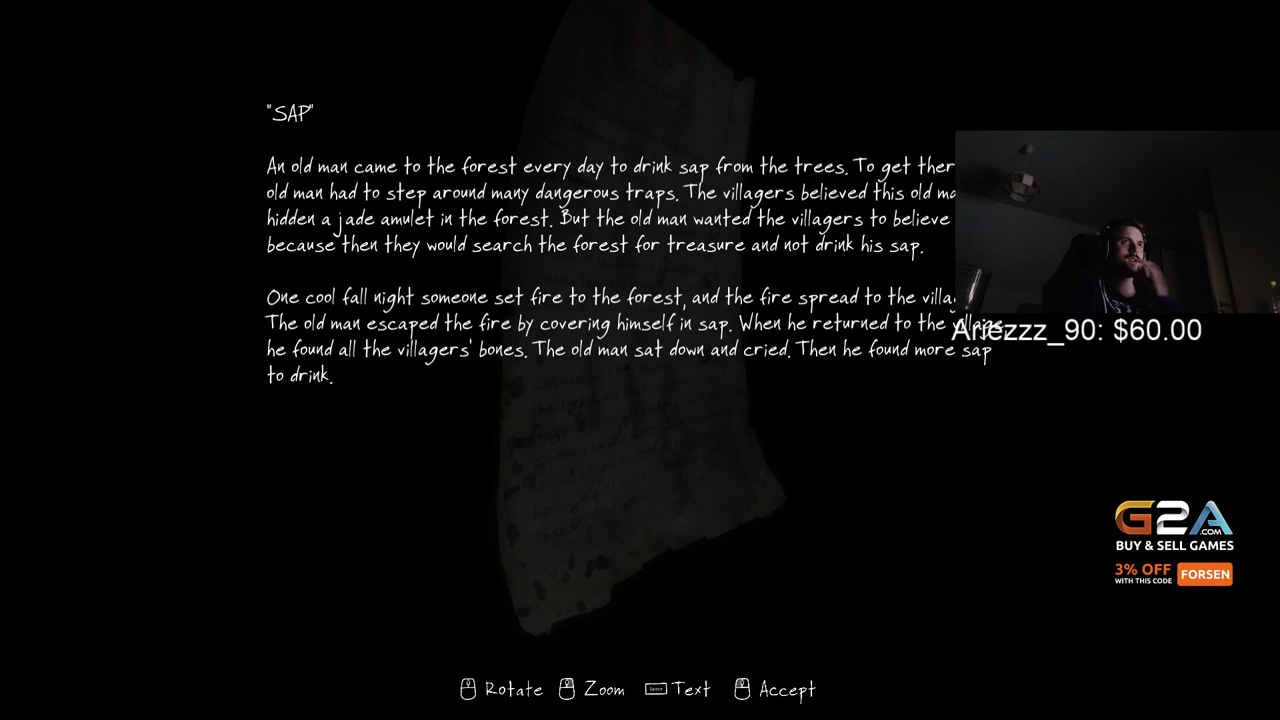 "SAP"
An old man came to the forest every day to drink sap from the trees. To get
old man had to step around many dangerous traps. The villagers believed this old
hidden a jade amulet in the forest. But the old man wanted the villagers to believe
because then they would search the forest for treasure and not drink his sap.
One cool fall night someone set fire to the forest, and the fire spread to the
The old man escaped the fire by covering himself in sap. When he returned to the village,
he found all the villagers' bones. The old man sat down and cried. Then he found more sap
to drink.
Ariezzz_90: $60.00
G2A
.COM
BUY & SELL GAMES
3% OFF
WITH THIS CODE
FORSEN
Rotate Zoom Space Text Accept